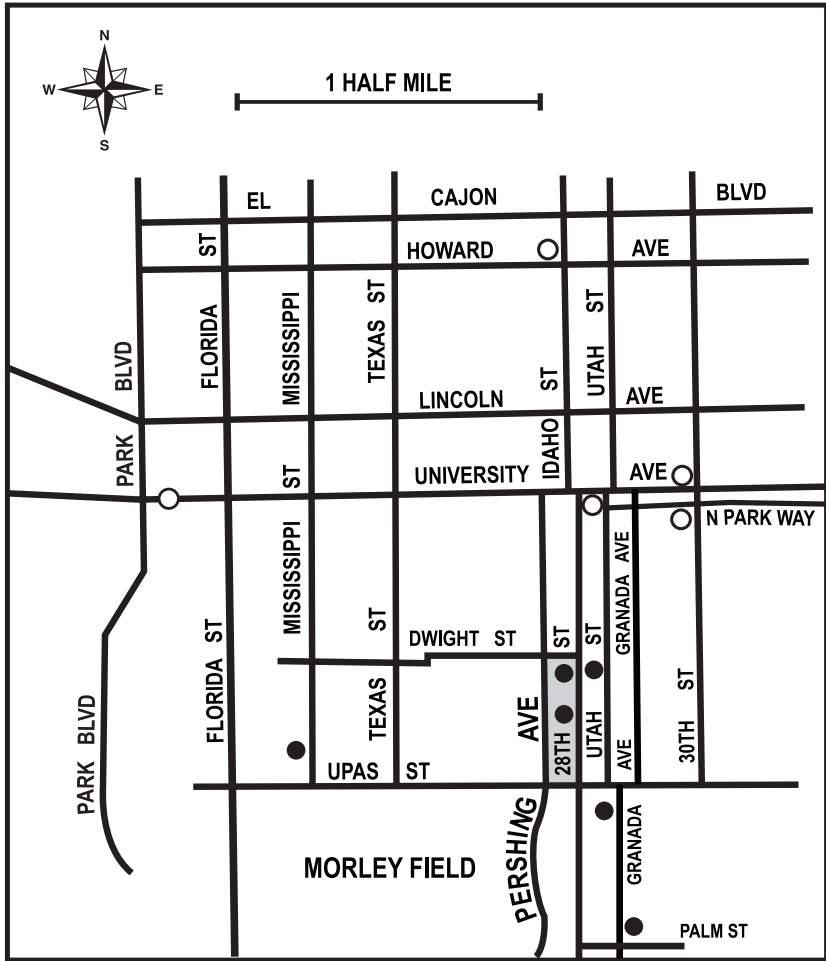 N
W E
S
1 HALF MILE
EL CAJON BLVD
HOWARD AVE
ST
FLORIDA
MISSISSIPPI
TEXAS ST
UTAH ST
BLVD
PARK
LINCOLN AVE
IDAHO ST
UNIVERSITY AVE
ST
MISSISSIPPI
N PARK WAY
GRANADA AVE
DWIGHT ST
FLORIDA ST
TEXAS ST
AVE
28TH ST
UTAH ST
AVE
30TH ST
PARK BLVD
UPAS ST
MORLEY FIELD
PERSHING
GRANADA
PALM ST